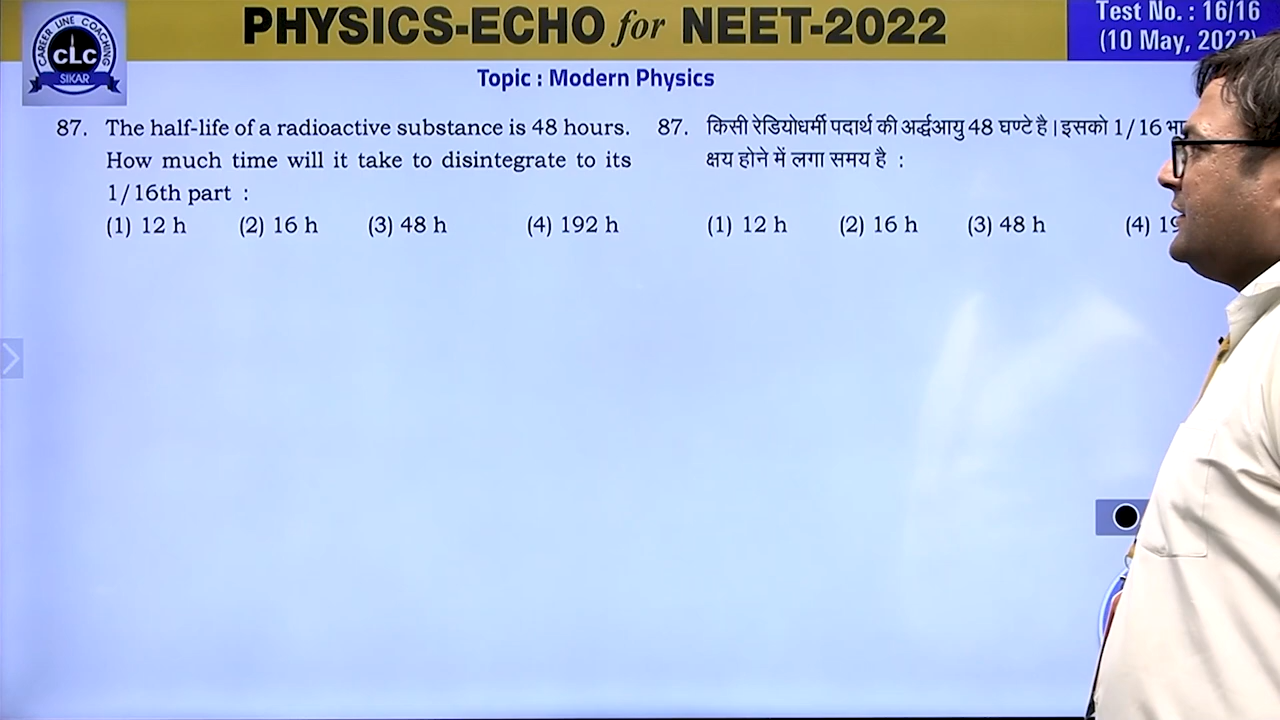 PHYSICS-ECHO for NEET-2022
Test No. : 16/16
(10 May, 2022)
CAREER LINE COACHING
CLC
SIKAR
Topic : Modern Physics
87. The half-life of a radioactive substance is 48 hours.
How much time will it take to disintegrate to its
1/16th part :
(1) 12 h (2) 16 h (3) 48 h (4) 192 h
87. किसी रेडियोधर्मी पदार्थ की अर्द्धआयु 48 घण्टे है। इसको 1/16
क्षय होने में लगा समय है :
(1) 12 h (2) 16 h (3) 48 h (4)